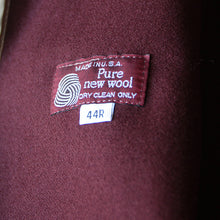 MADE IN U.S.A.
Pure
new wool
DRY CLEAN ONLY
44R